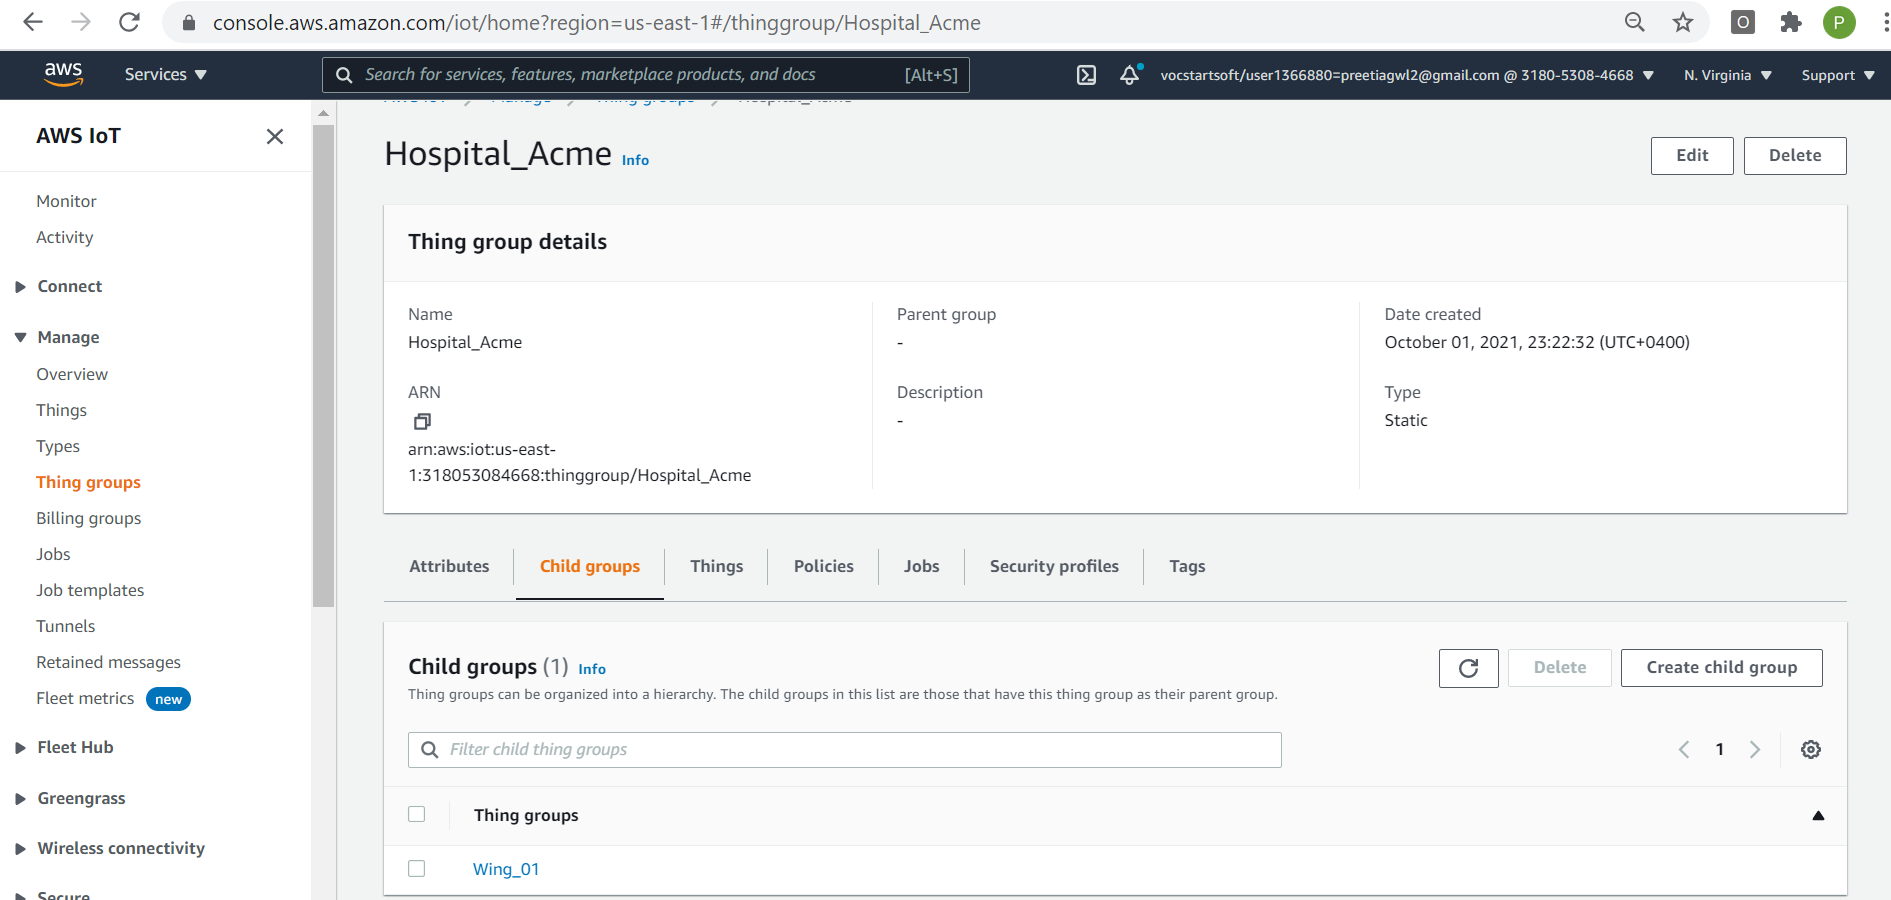 console.aws.amazon.com/iot/home?region=us-east-1#/thinggroup/Hospital_Acme
O
P
aws
Services
Search for services, features, marketplace products, and docs
[Alt+S]
vocstartsoft/user1366880=preetiagwl2@gmail.com @ 3180-5308-4668
N. Virginia
Support
AWS IoT
Monitor
Activity
Connect
Manage
Overview
Things
Types
Thing groups
Billing groups
Jobs
Job templates
Tunnels
Retained messages
Fleet metrics new
Fleet Hub
Greengrass
Wireless connectivity
Secure
AWS IoT Manage Thing groups Hospital_Acme
Hospital_Acme Info
Edit
Delete
Thing group details
Name
Hospital_Acme
ARN
arn:aws:iot:us-east-
1:318053084668:thinggroup/Hospital_Acme
Parent group
-
Description
-
Date created
October 01, 2021, 23:22:32 (UTC+0400)
Type
Static
Attributes
Child groups
Things
Policies
Jobs
Security profiles
Tags
Child groups (1) Info
Thing groups can be organized into a hierarchy. The child groups in this list are those that have this thing group as their parent group.
Delete
Create child group
Filter child thing groups
1
Thing groups
Wing_01